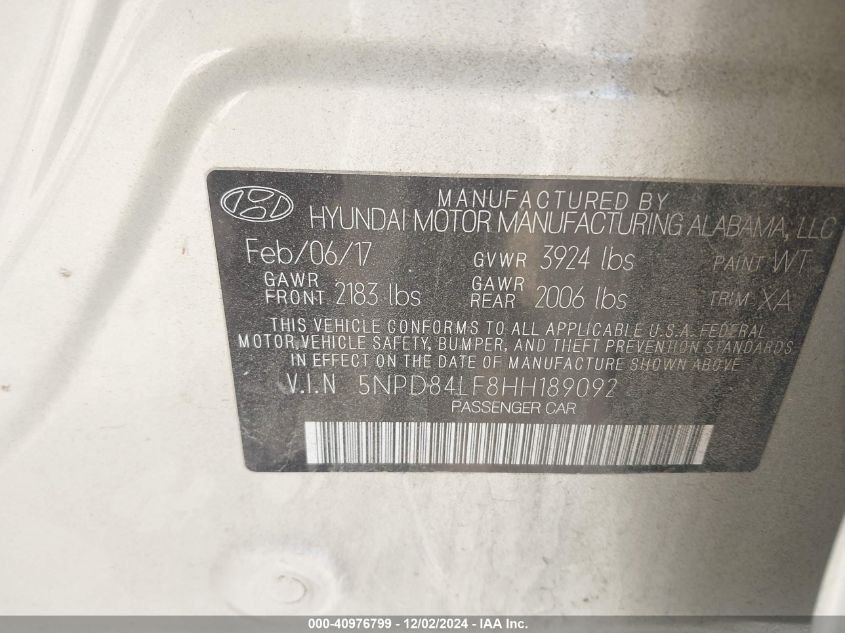 MANUFACTURED BY
HYUNDAI MOTOR MANUFACTURING ALABAMA, LLC
Feb/06/17 GVWR 3924 lbs PAINT WT
GAWR FRONT 2183 lbs GAWR REAR 2006 lbs TRIM XA
THIS VEHICLE CONFORMS TO ALL APPLICABLE U.S.A. FEDERAL
MOTOR,VEHICLE SAFETY, BUMPER, AND THEFT PREVENTION STANDARDS
IN EFFECT ON THE DATE OF MANUFACTURE SHOWN ABOVE
V.I.N 5NPD84LF8HH189092
PASSENGER CAR
000-40976799 - 12/02/2024 - IAA Inc.